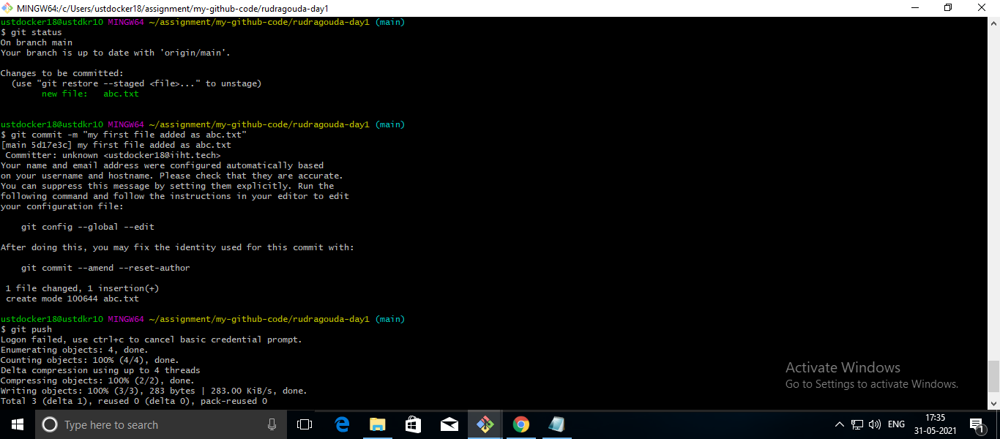 MINGW64:/c/Users/ustdocker18/assignment/my-github-code/rudragouda-day1
ustdocker18@ustdkr10 MINGW64 ~/assignment/my-github-code/rudragouda-day1 (main)
$ git status
On branch main
Your branch is up to date with 'origin/main'.
Changes to be committed:
  (use "git restore --staged <file>..." to unstage)
        new file:   abc.txt
ustdocker18@ustdkr10 MINGW64 ~/assignment/my-github-code/rudragouda-day1 (main)
$ git commit -m "my first file added as abc.txt"
[main 5d17e3c] my first file added as abc.txt
 Committer: unknown <ustdocker18@iiht.tech>
Your name and email address were configured automatically based
on your username and hostname. Please check that they are accurate.
You can suppress this message by setting them explicitly. Run the
following command and follow the instructions in your editor to edit
your configuration file:
    git config --global --edit
After doing this, you may fix the identity used for this commit with:
    git commit --amend --reset-author
 1 file changed, 1 insertion(+)
 create mode 100644 abc.txt
ustdocker18@ustdkr10 MINGW64 ~/assignment/my-github-code/rudragouda-day1 (main)
$ git push
Logon failed, use ctrl+c to cancel basic credential prompt.
Enumerating objects: 4, done.
Counting objects: 100% (4/4), done.
Delta compression using up to 4 threads
Compressing objects: 100% (2/2), done.
Writing objects: 100% (3/3), 283 bytes | 283.00 KiB/s, done.
Total 3 (delta 1), reused 0 (delta 0), pack-reused 0
Activate Windows
Go to Settings to activate Windows.
Type here to search
ENG
17:35
31-05-2021
1